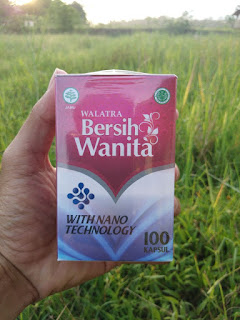 WALATRA
Bersih
Wanita
WITH NANO
TECHNOLOGY
100
KAPSUL